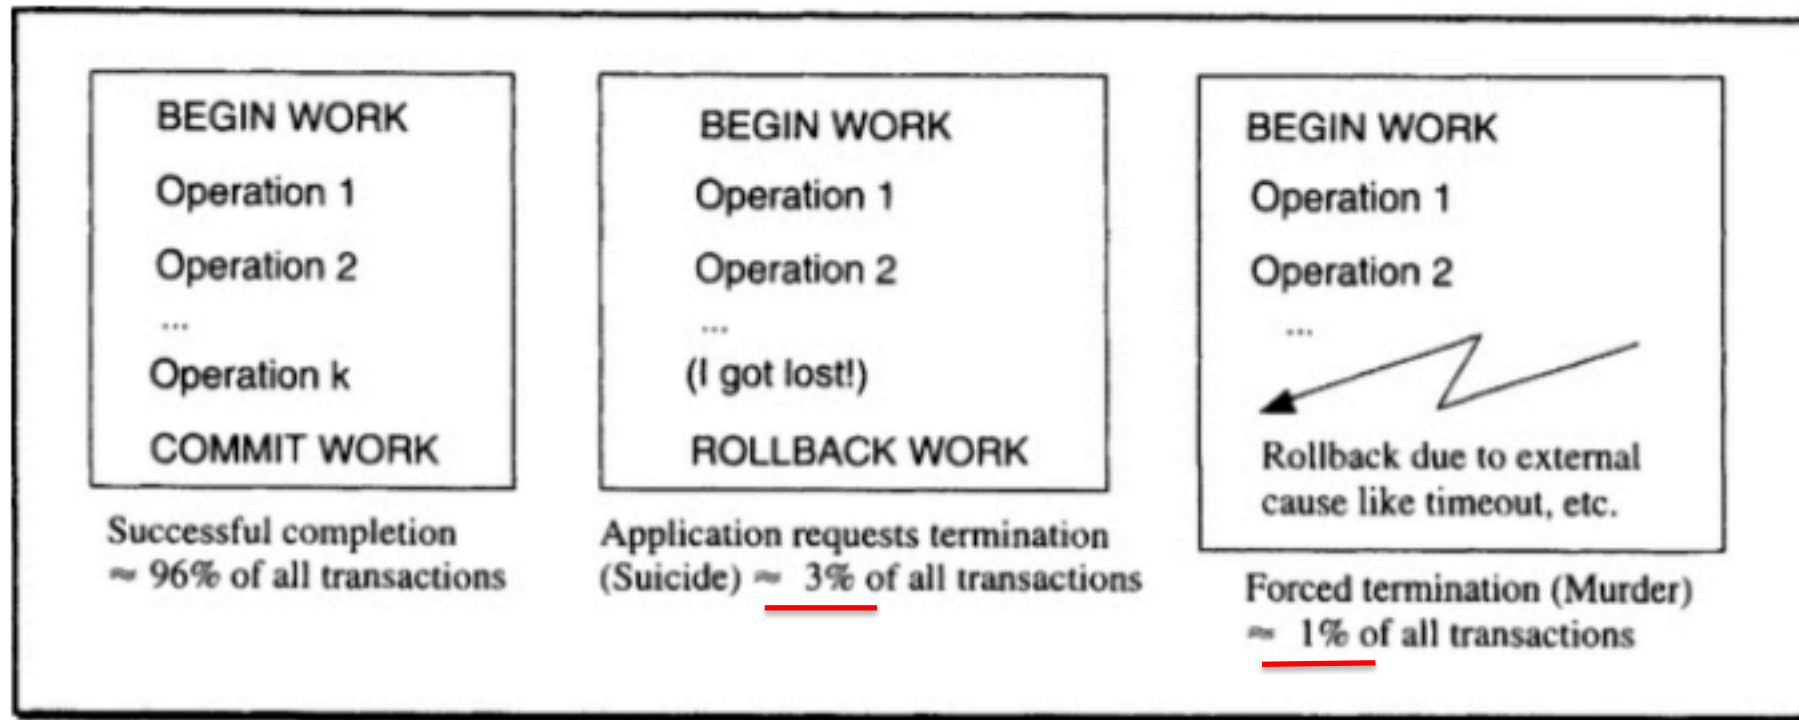 BEGIN WORK
Operation 1
Operation 2
...
Operation k
COMMIT WORK
Successful completion
≈ 96% of all transactions
BEGIN WORK
Operation 1
Operation 2
...
(I got lost!)
ROLLBACK WORK
Application requests termination
(Suicide) ≈ 3% of all transactions
BEGIN WORK
Operation 1
Operation 2
...
Rollback due to external
cause like timeout, etc.
Forced termination (Murder)
≈ 1% of all transactions